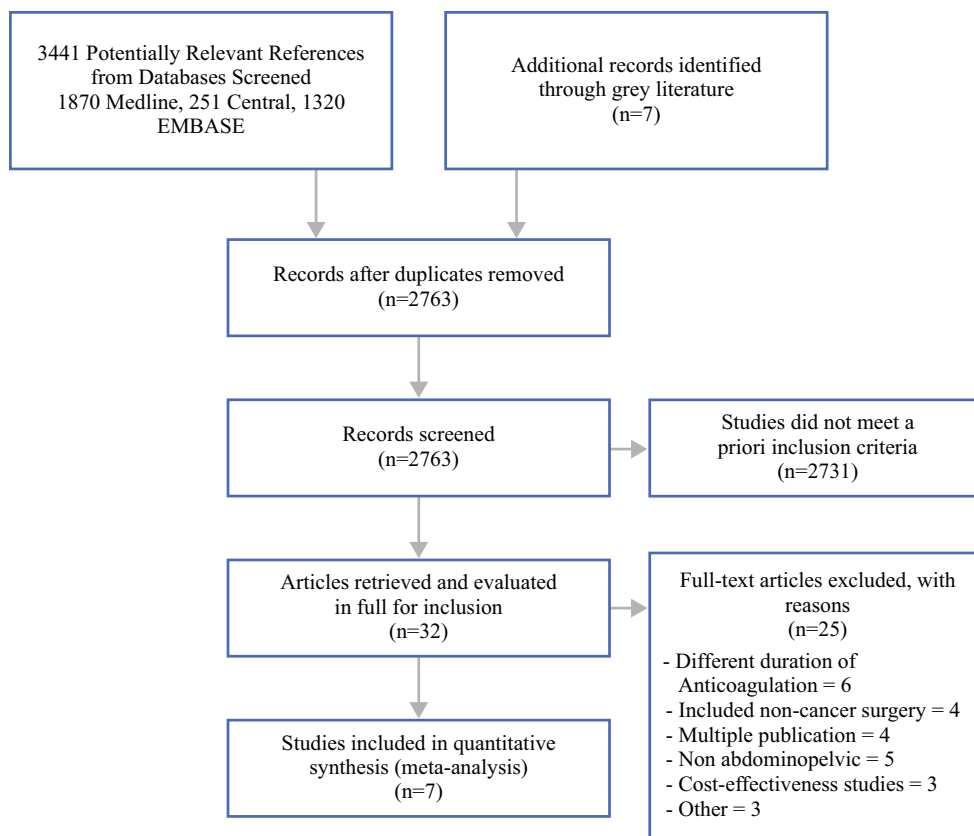 3441 Potentially Relevant References
from Databases Screened
1870 Medline, 251 Central, 1320
EMBASE
Additional records identified
through grey literature
(n=7)
Records after duplicates removed
(n=2763)
Records screened
(n=2763)
Studies did not meet a
priori inclusion criteria
(n=2731)
Articles retrieved and evaluated
in full for inclusion
(n=32)
Full-text articles excluded, with
reasons
(n=25)
- Different duration of
Anticoagulation = 6
- Included non-cancer surgery = 4
- Multiple publication = 4
- Non abdominopelvic = 5
- Cost-effectiveness studies = 3
- Other = 3
Studies included in quantitative
synthesis (meta-analysis)
(n=7)